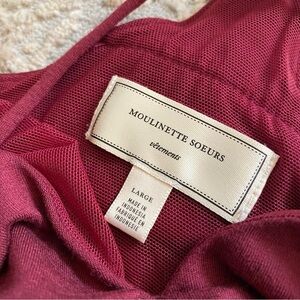 MOULINETTE SOEURS
vêtements
LARGE
MADE IN
INDONESIA
FABRIQUÉ EN
INDONÉSIE